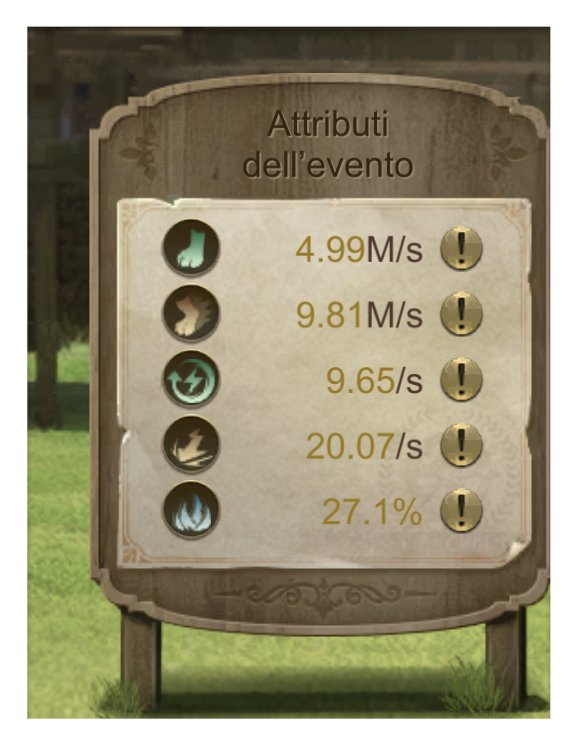 Attributi
dell'evento
4.99M/s !
9.81M/s !
9.65/s !
20.07/s !
27.1% !